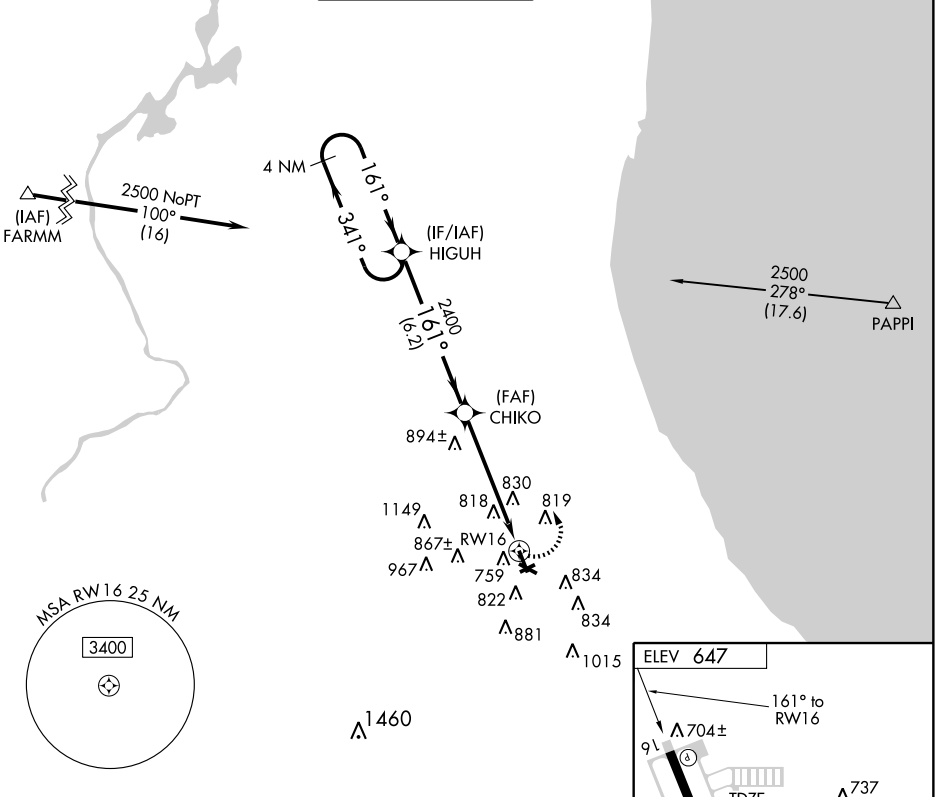 4 NM
161°
341°
2500 NoPT
100°
(16)
(IAF)
FARMM
(IF/IAF)
HIGUH
2500
278°
(17.6)
PAPPI
2400
161°
(6.2)
(FAF)
CHIKO
894±
830
818
819
1149
867±
RW16
967
759
834
822
834
881
1015
MSA RW16 25 NM
3400
1460
ELEV 647
161° to
RW16
704±
16
P
737
TDZE